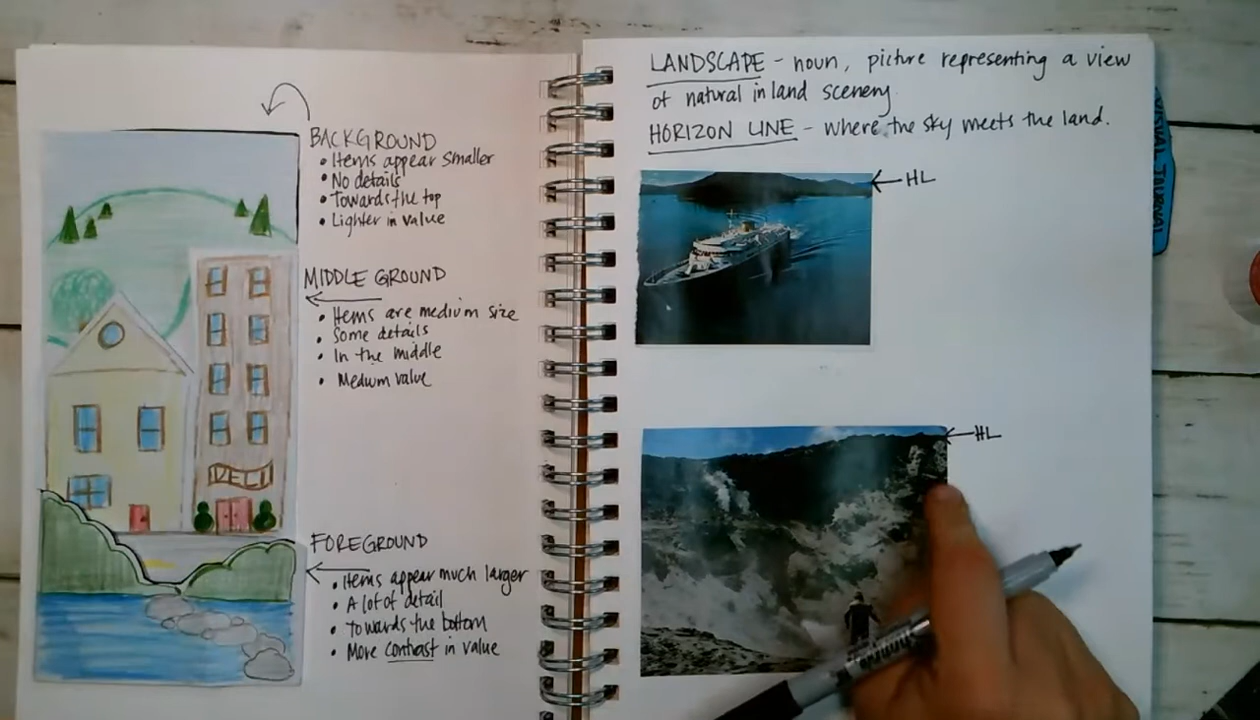 BACKGROUND
• Items appear smaller
• No details
• Towards the top
• Lighter in value
MIDDLE GROUND
• Items are medium size
• Some details
• In the middle
• Medium value
DELI
FOREGROUND
• Items appear much larger
• A lot of detail
• Towards the bottom
• More contrast in value
LANDSCAPE - noun, picture representing a view
of natural inland scenery.
HORIZON LINE - where the sky meets the land.
HL
HL
VISUAL JOURNAL